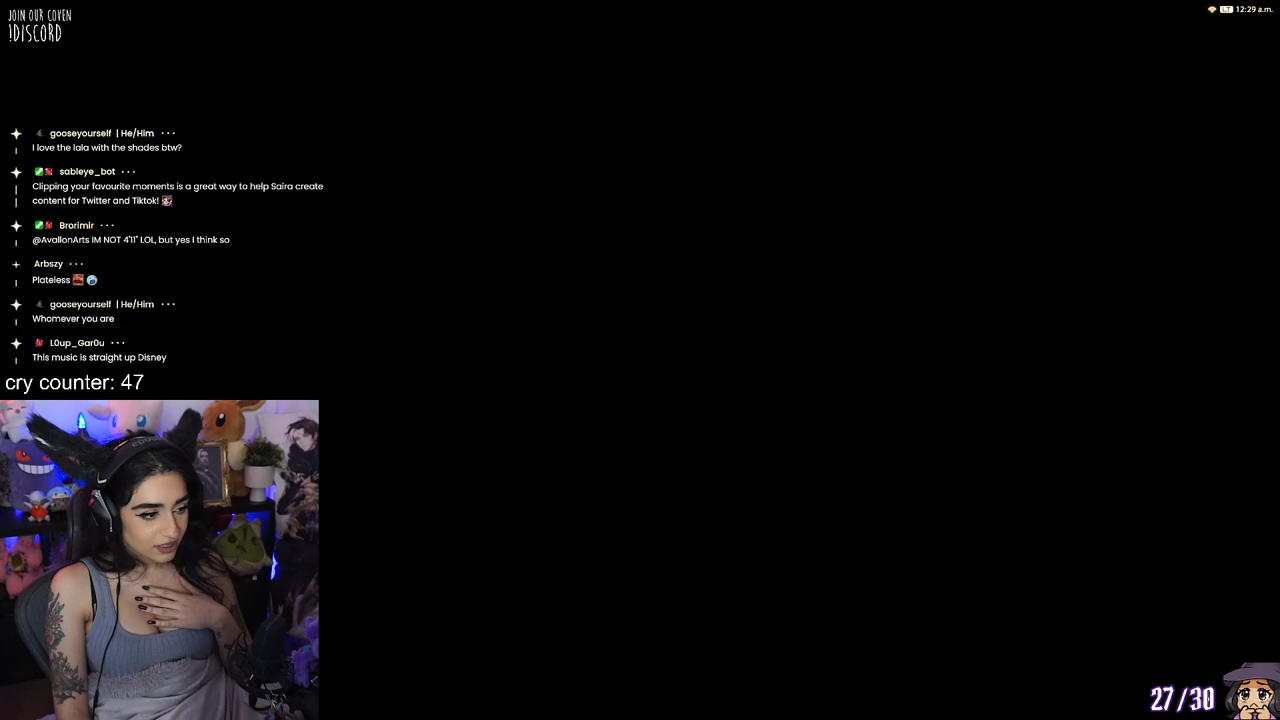 JOIN OUR COVEN
!DISCORD
LT 12:29 a.m.
gooseyourself | He/Him
I love the lala with the shades btw?
sableye_bot
Clipping your favourite moments is a great way to help Saira create
content for Twitter and Tiktok!
Brorimir
@AvallonArts IM NOT 4'11" LOL, but yes I think so
Arbszy
Plateless
gooseyourself | He/Him
Whomever you are
L0up_Gar0u
This music is straight up Disney
cry counter: 47
27/30